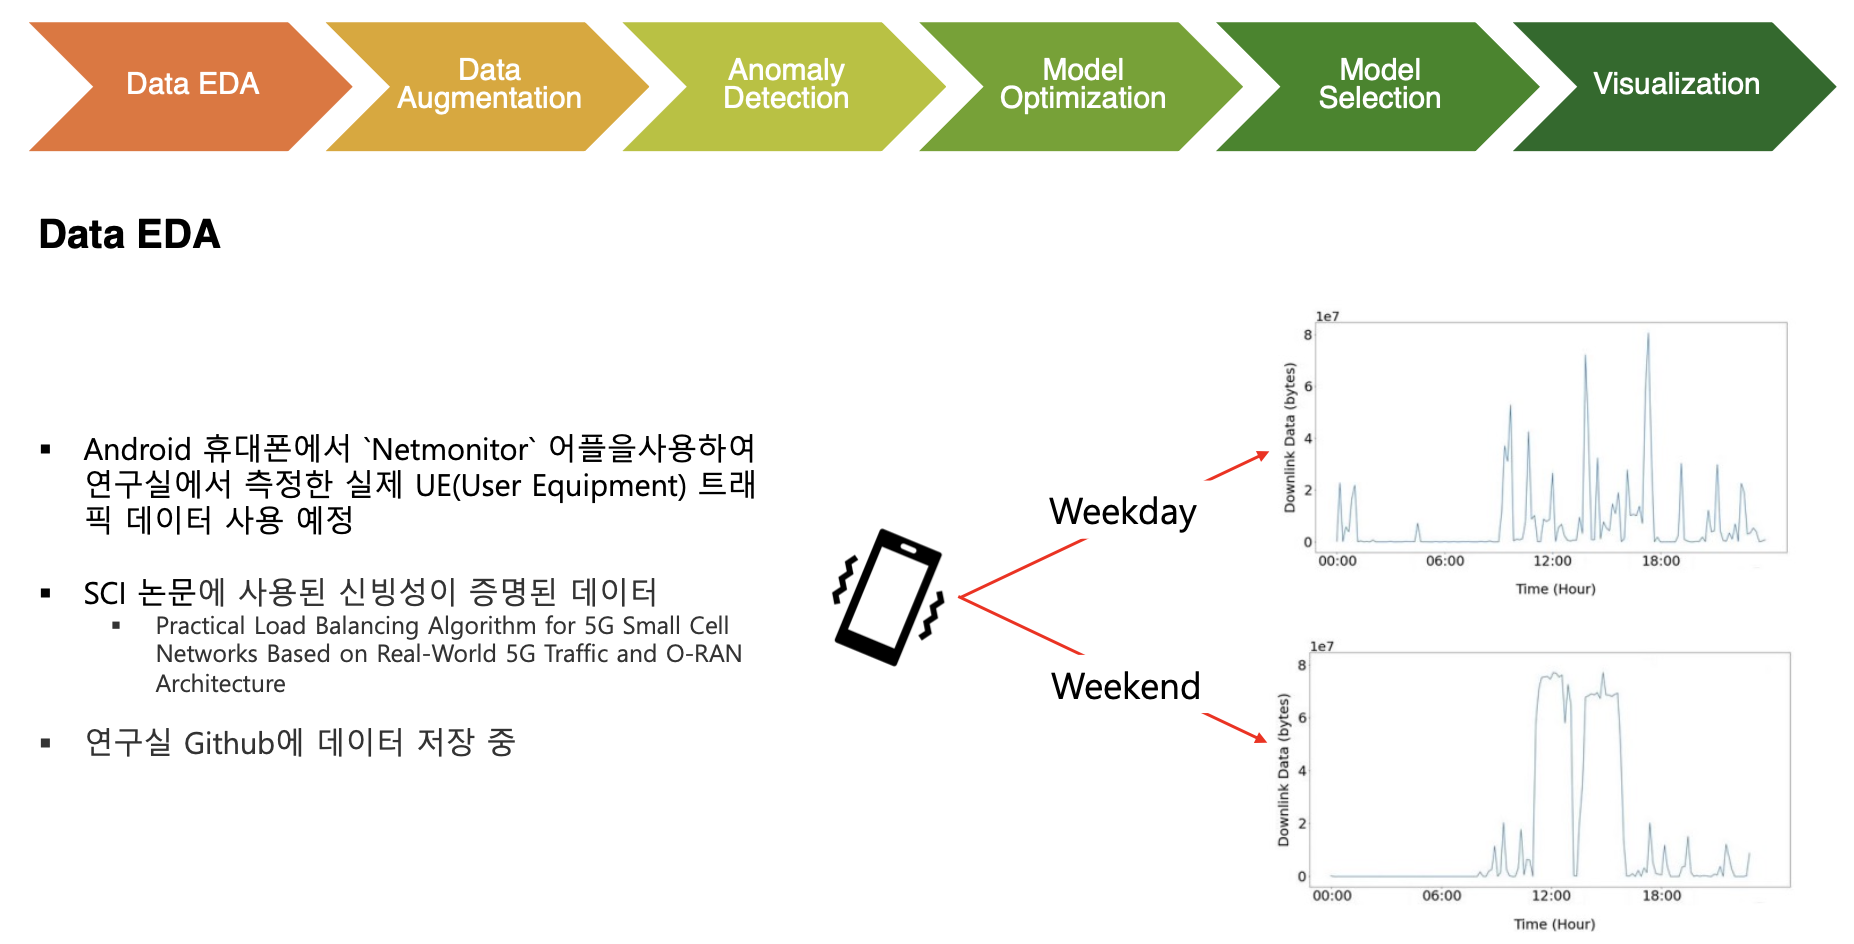 Data EDA
Data
Augmentation
Anomaly
Detection
Model
Optimization
Model
Selection
Visualization
Data EDA
Android 휴대폰에서 `Netmonitor` 어플을사용하여
연구실에서 측정한 실제 UE(User Equipment) 트래
픽 데이터 사용 예정
SCI 논문에 사용된 신빙성이 증명된 데이터
Practical Load Balancing Algorithm for 5G Small Cell
Networks Based on Real-World 5G Traffic and O-RAN
Architecture
연구실 Github에 데이터 저장 중
Weekday
Weekend
1e7
8
6
4
2
0
Downlink Data (bytes)
00:00 06:00 12:00 18:00
Time (Hour)
1e7
8
6
4
2
0
Downlink Data (bytes)
00:00 06:00 12:00 18:00
Time (Hour)